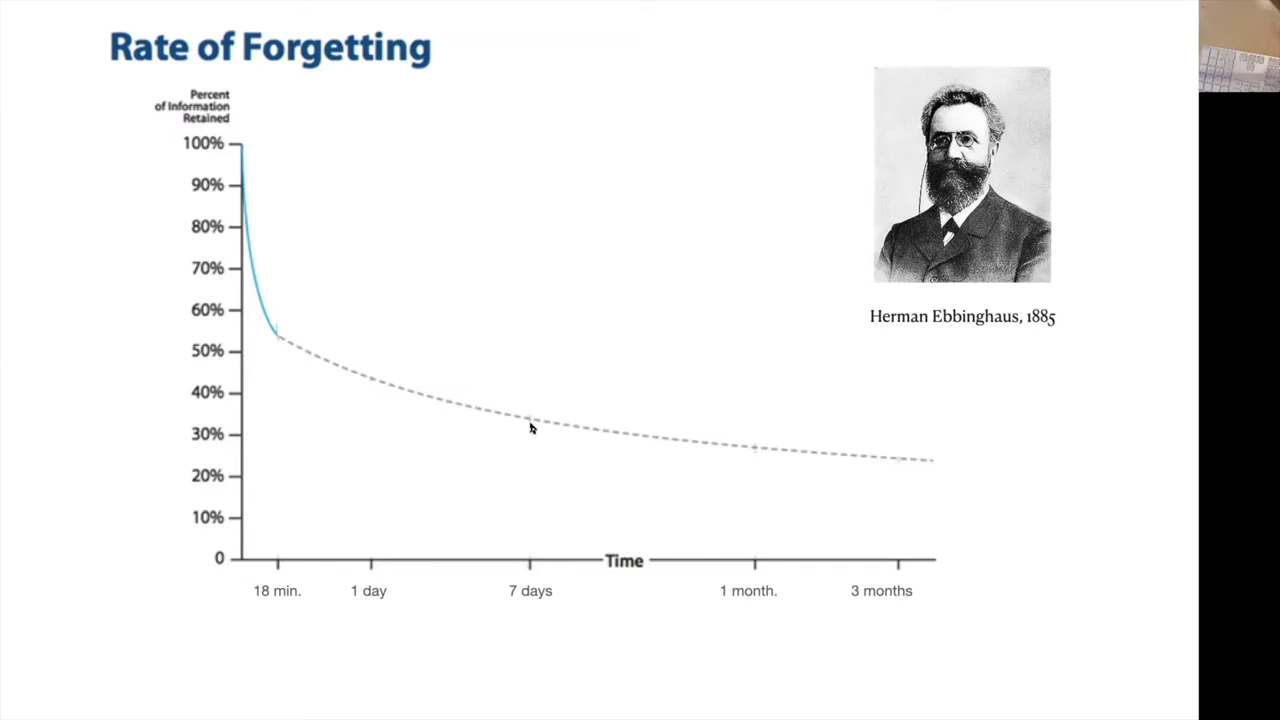 Rate of Forgetting
Percent
of Information
Retained
100%
90%
80%
70%
60%
50%
40%
30%
20%
10%
0
Time
18 min.
1 day
7 days
1 month.
3 months
Herman Ebbinghaus, 1885